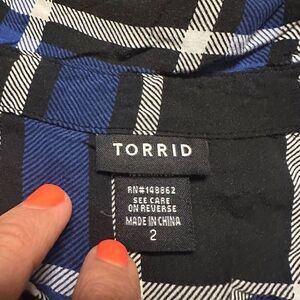 TORRID
RN#148862
SEE CARE
ON REVERSE
MADE IN CHINA
2